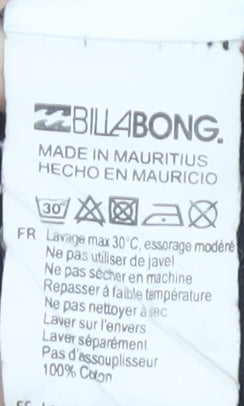 BILLABONG.
MADE IN MAURITIUS
HECHO EN MAURICIO
30°
FR Lavage max 30°C, essorage modéré
Ne pas utiliser de javel
Ne pas sécher en machine
Repasser à faible température
Ne pas nettoyer à sec
Laver sur l'envers
Laver séparément
Pas d'assouplisseur
100% Coton